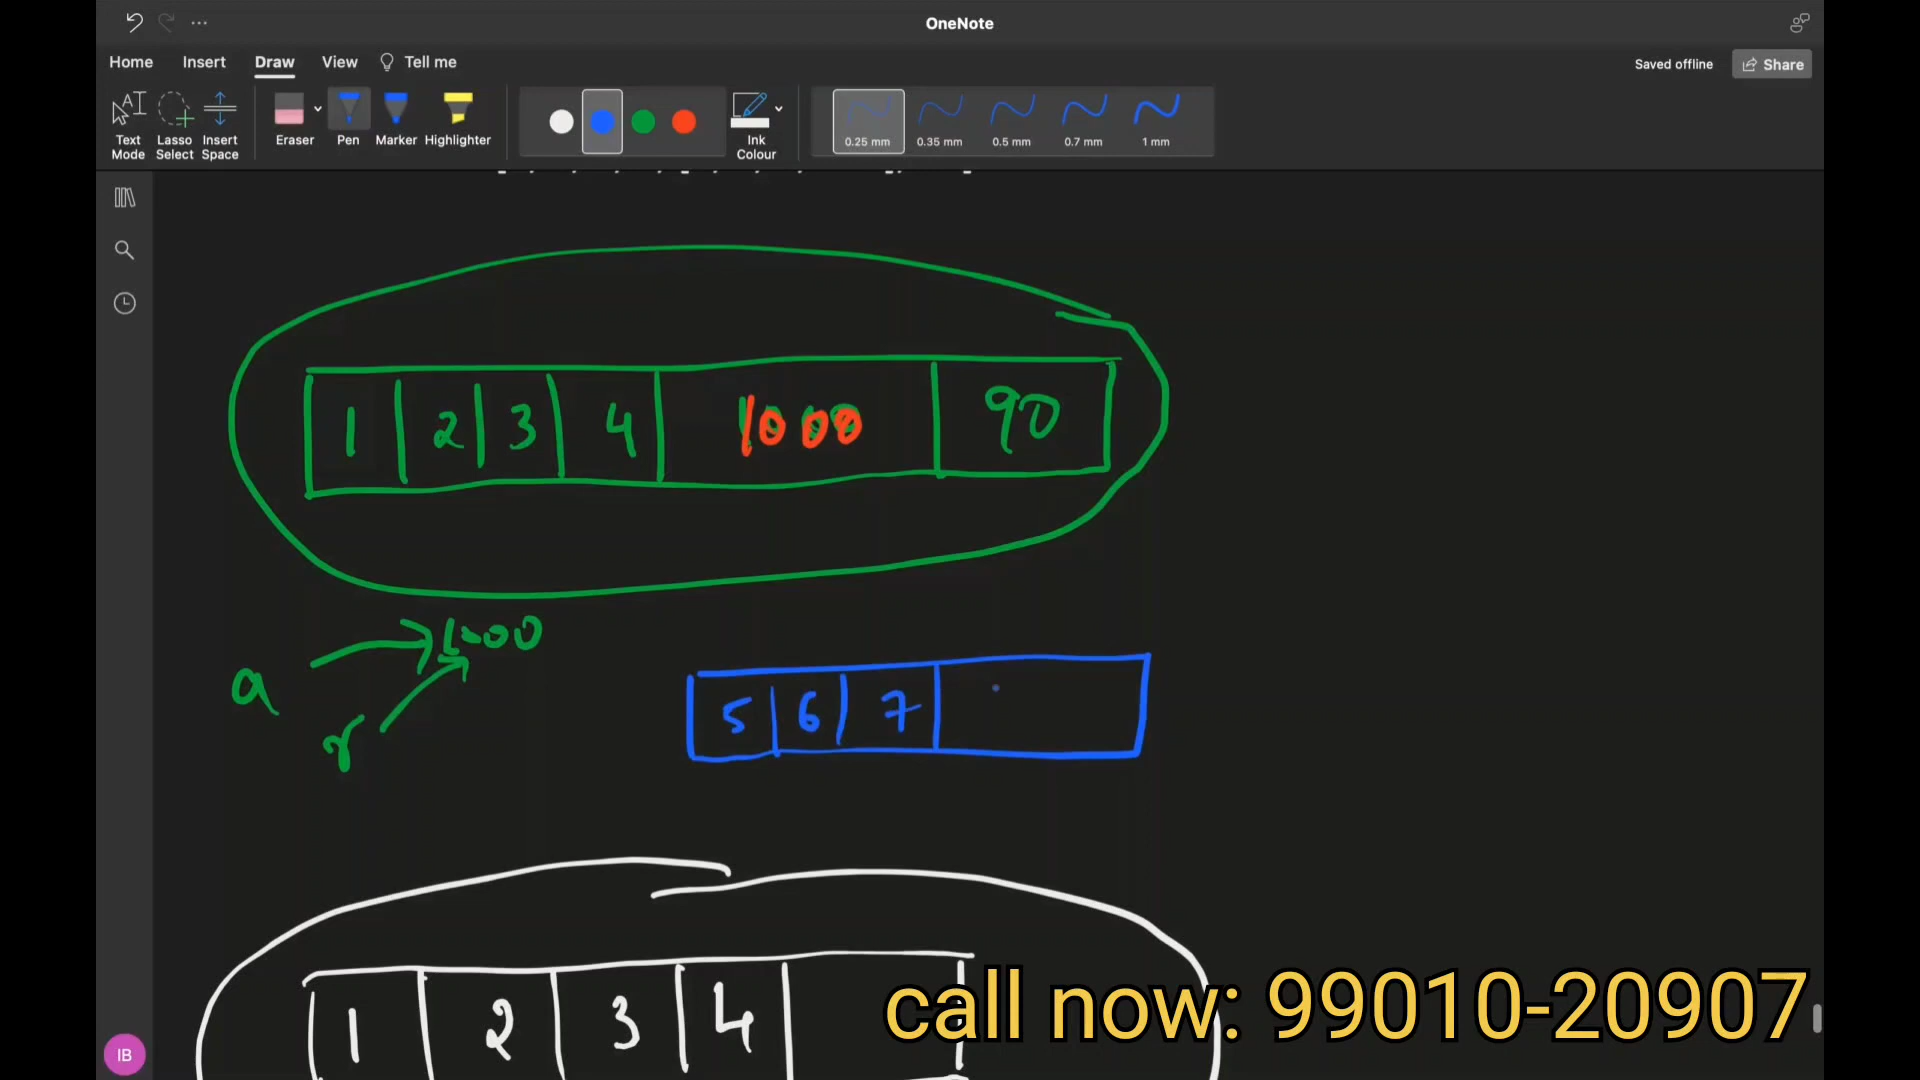 OneNote
Home Insert Draw View Tell me
Saved offline Share
Text Mode
Lasso Select
Insert Space
Eraser
Pen
Marker
Highlighter
Ink Colour
0.25 mm
0.35 mm
0.5 mm
0.7 mm
1 mm
1 2 3 4 1000 90
a 1000
r
5 6 7
1 2 3 4
call now: 99010-20907
IB